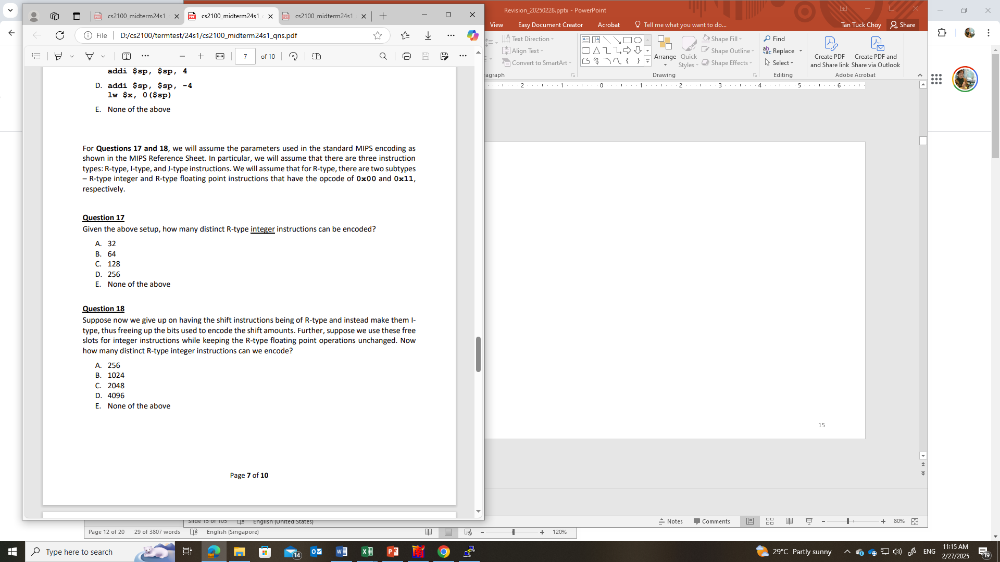 Revision_20250228.pptx - PowerPoint
cs2100_midterm24s1_
cs2100_midterm24s1_
cs2100_midterm24s1_
View
Easy Document Creator
Acrobat
Tell me what you want to do...
Tan Tuck Choy
Share
File
D:/cs2100/termtest/24s1/cs2100_midterm24s1_qns.pdf
7
of 10
Text Direction
Align Text
Convert to SmartArt
Arrange
Quick
Styles
Shape Fill
Shape Outline
Shape Effects
Find
Replace
Select
Create PDF
and Share link
Create PDF and
Share via Outlook
ragraph
Drawing
Editing
Adobe Acrobat
2 1 0 1 2 3 4 5 6
addi $sp, $sp, 4
D. addi $sp, $sp, -4
lw $x, 0($sp)
E. None of the above
For Questions 17 and 18, we will assume the parameters used in the standard MIPS encoding as
shown in the MIPS Reference Sheet. In particular, we will assume that there are three instruction
types: R-type, I-type, and J-type instructions. We will assume that for R-type, there are two subtypes
– R-type integer and R-type floating point instructions that have the opcode of 0x00 and 0x11,
respectively.
Question 17
Given the above setup, how many distinct R-type integer instructions can be encoded?
A. 32
B. 64
C. 128
D. 256
E. None of the above
Question 18
Suppose now we give up on having the shift instructions being of R-type and instead make them I-
type, thus freeing up the bits used to encode the shift amounts. Further, suppose we use these free
slots for integer instructions while keeping the R-type floating point operations unchanged. Now
how many distinct R-type integer instructions can we encode?
A. 256
B. 1024
C. 2048
D. 4096
E. None of the above
Page 7 of 10
15
Slide 15 of 105
English (United States)
Notes
Comments
80%
Page 12 of 20
29 of 3807 words
English (Singapore)
120%
Type here to search
14
29°C Partly sunny
ENG
11:15 AM
2/27/2025
19